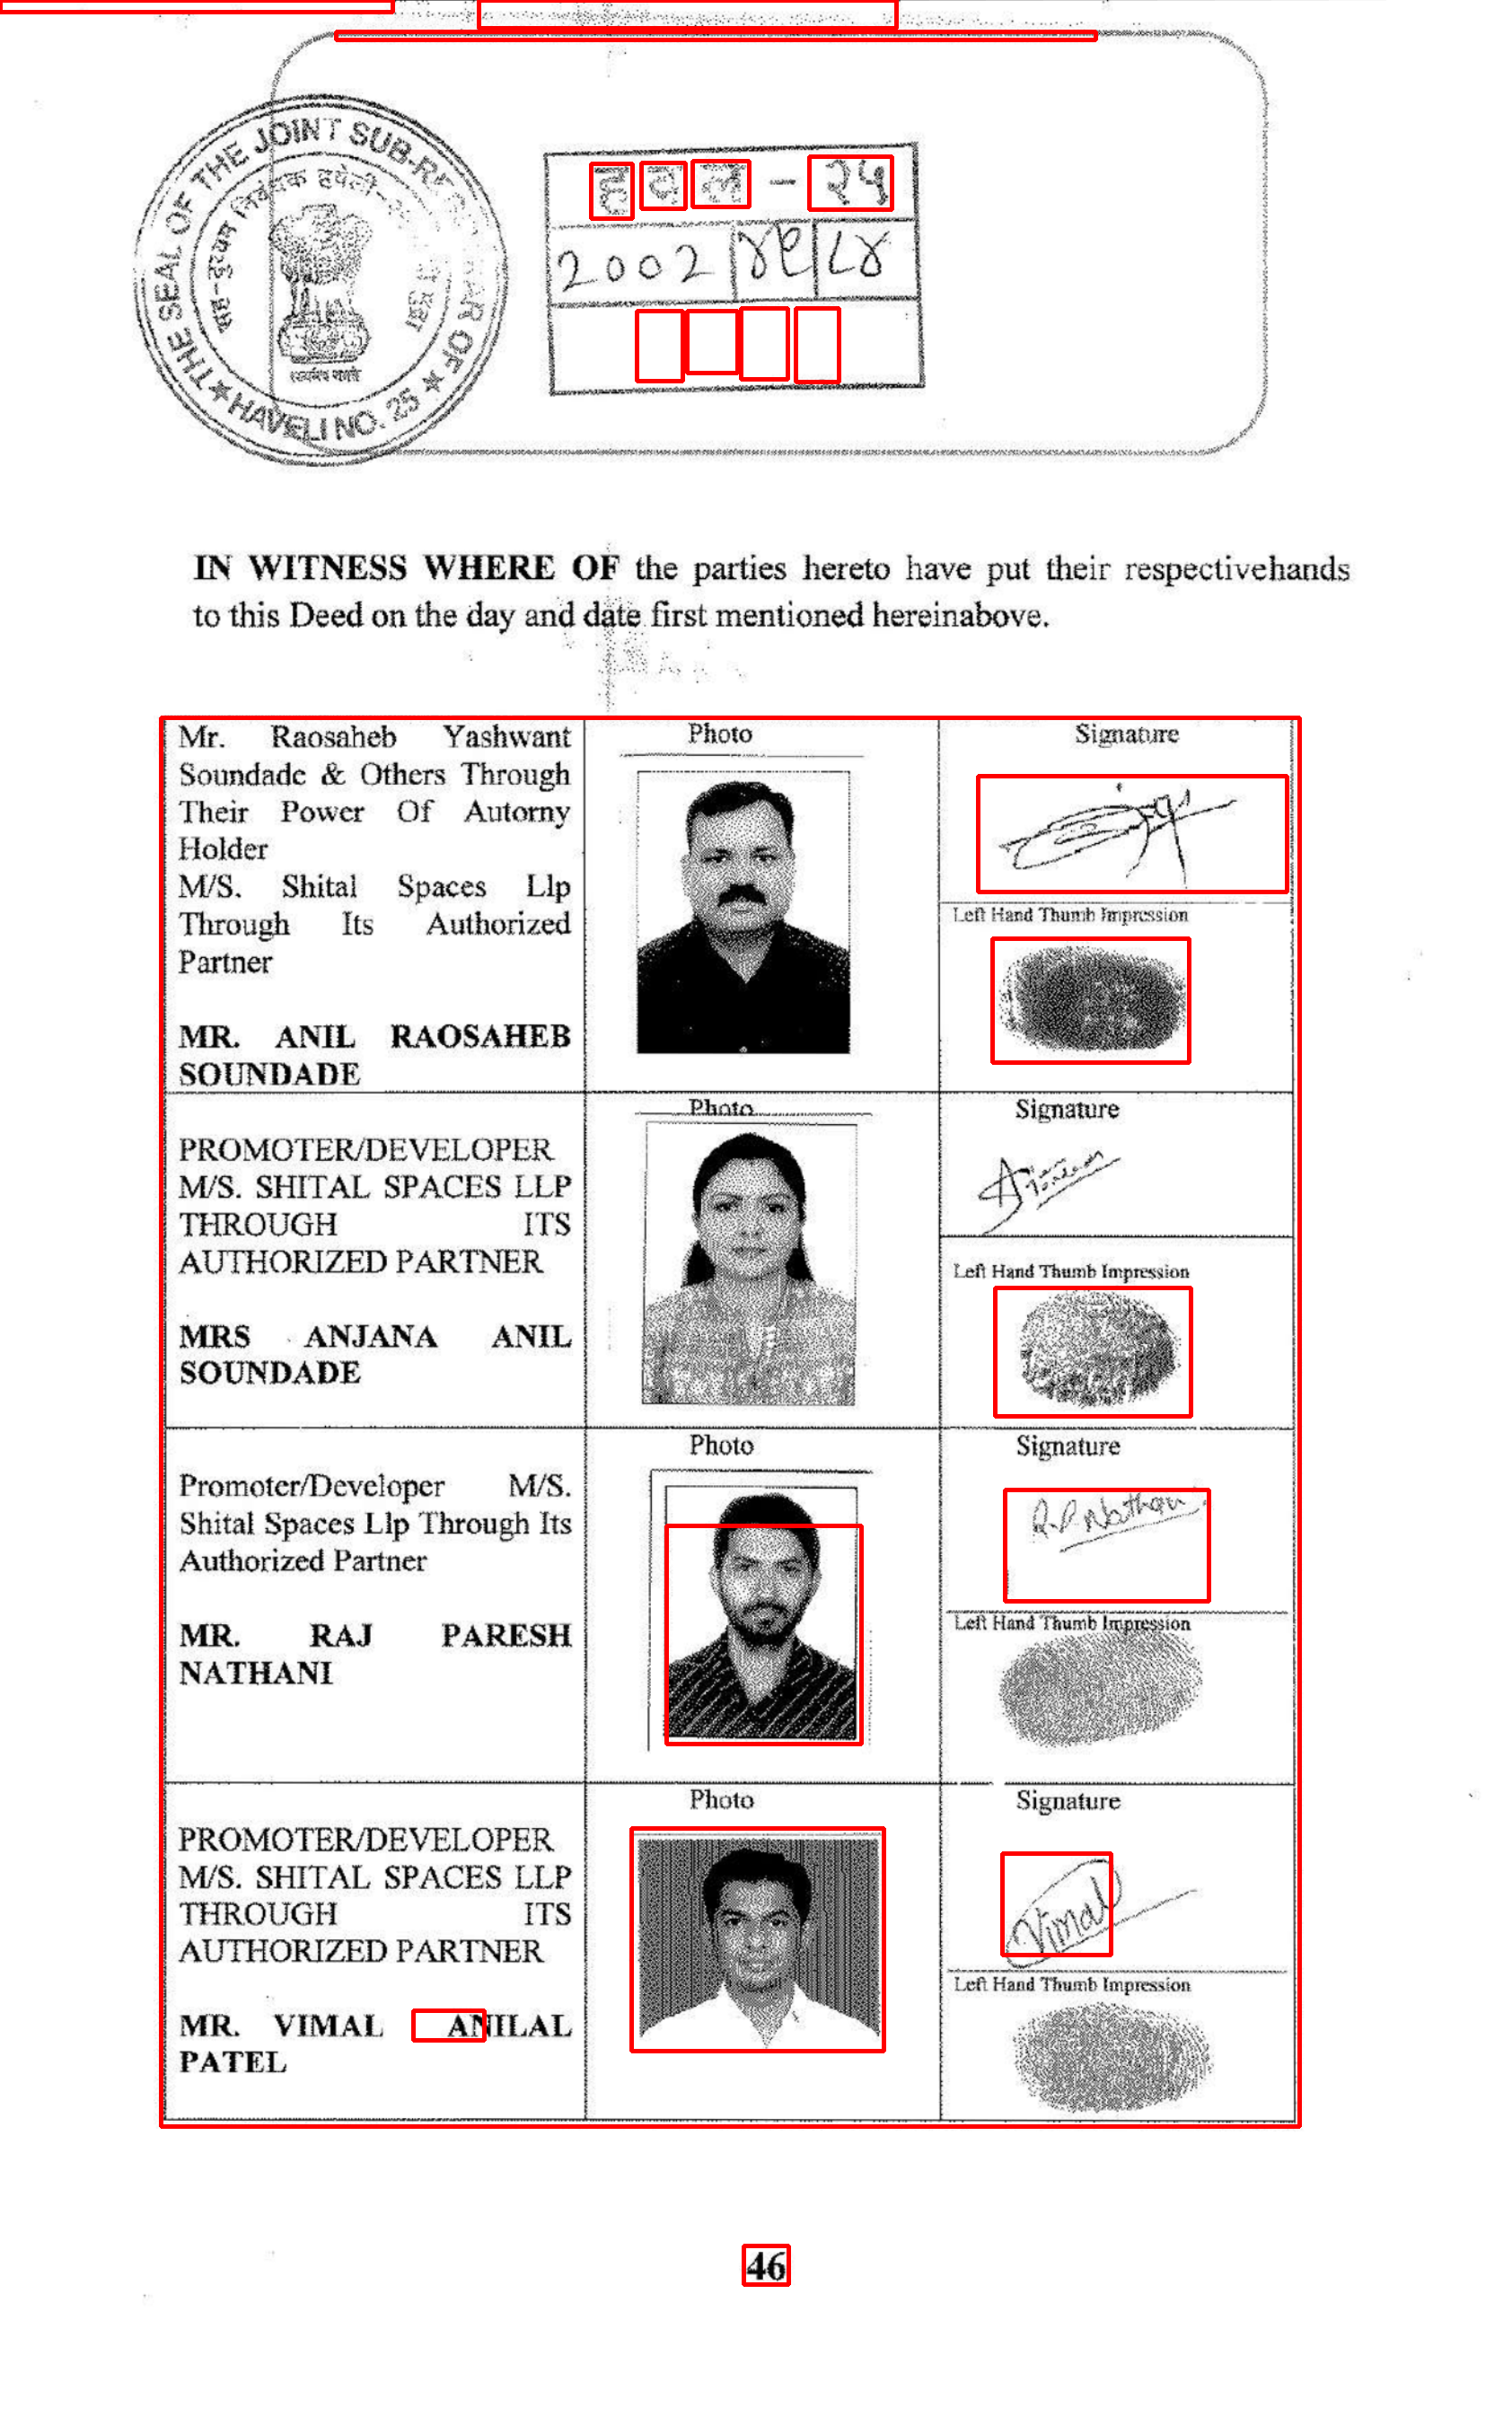 THE SEAL OF THE JOINT SUB-REGISTRAR OF
★ HAVELI NO. 25 ★
सह-दुय्यम निबंधक हवेली-
सत्यमेव जयते
हवल - २५
2002 | ४९ | ८४
IN WITNESS WHERE OF the parties hereto have put their respectivehands
to this Deed on the day and date first mentioned hereinabove.
Mr. Raosaheb Yashwant
Soundade & Others Through
Their Power Of Autorny
Holder
M/S. Shital Spaces Llp
Through Its Authorized
Partner
MR. ANIL RAOSAHEB
SOUNDADE
Photo
Signature
Left Hand Thumb Impression
PROMOTER/DEVELOPER
M/S. SHITAL SPACES LLP
THROUGH ITS
AUTHORIZED PARTNER
MRS ANJANA ANIL
SOUNDADE
Photo
Signature
Left Hand Thumb Impression
Promoter/Developer M/S.
Shital Spaces Llp Through Its
Authorized Partner
MR. RAJ PARESH
NATHANI
Photo
Signature
R.P. Nathani
Left Hand Thumb Impression
PROMOTER/DEVELOPER
M/S. SHITAL SPACES LLP
THROUGH ITS
AUTHORIZED PARTNER
MR. VIMAL ANILAL
PATEL
Photo
Signature
Vimal
Left Hand Thumb Impression
46